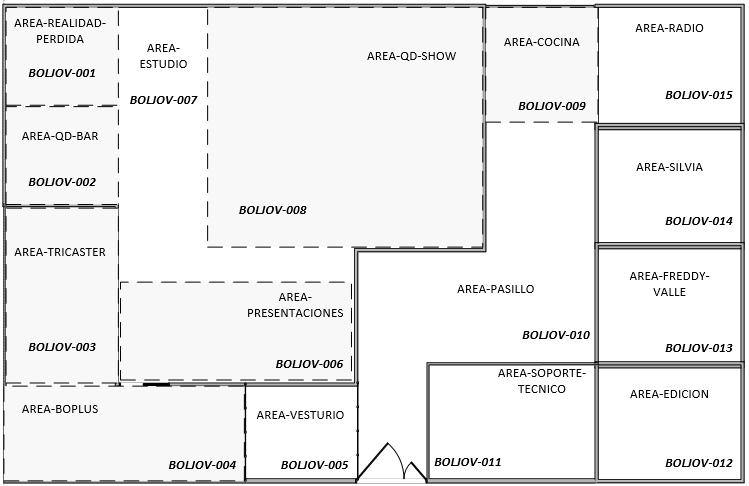 AREA-REALIDAD-
PERDIDA
BOLJOV-001
AREA-QD-BAR
BOLJOV-002
AREA-TRICASTER
BOLJOV-003
AREA-BOPLUS
BOLJOV-004
AREA-VESTURIO
BOLJOV-005
AREA-
PRESENTACIONES
BOLJOV-006
AREA-
ESTUDIO
BOLJOV-007
AREA-QD-SHOW
BOLJOV-008
AREA-COCINA
BOLJOV-009
AREA-PASILLO
BOLJOV-010
AREA-SOPORTE-
TECNICO
BOLJOV-011
AREA-EDICION
BOLJOV-012
AREA-FREDDY-
VALLE
BOLJOV-013
AREA-SILVIA
BOLJOV-014
AREA-RADIO
BOLJOV-015